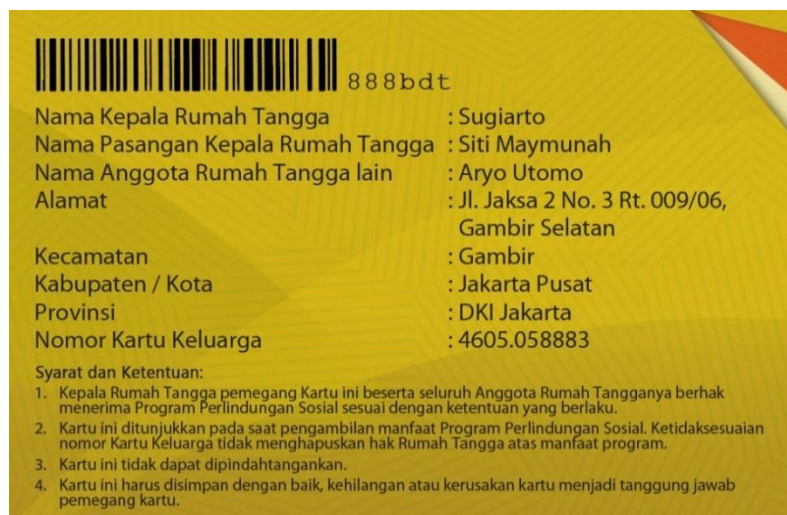 888bdt
Nama Kepala Rumah Tangga : Sugiarto
Nama Pasangan Kepala Rumah Tangga : Siti Maymunah
Nama Anggota Rumah Tangga lain : Aryo Utomo
Alamat : Jl. Jaksa 2 No. 3 Rt. 009/06,
Gambir Selatan
Kecamatan : Gambir
Kabupaten / Kota : Jakarta Pusat
Provinsi : DKI Jakarta
Nomor Kartu Keluarga : 4605.058883
Syarat dan Ketentuan:
1. Kepala Rumah Tangga pemegang Kartu ini beserta seluruh Anggota Rumah Tangganya berhak
menerima Program Perlindungan Sosial sesuai dengan ketentuan yang berlaku.
2. Kartu ini ditunjukkan pada saat pengambilan manfaat Program Perlindungan Sosial. Ketidaksesuaian
nomor Kartu Keluarga tidak menghapuskan hak Rumah Tangga atas manfaat program.
3. Kartu ini tidak dapat dipindahtangankan.
4. Kartu ini harus disimpan dengan baik, kehilangan atau kerusakan kartu menjadi tanggung jawab
pemegang kartu.